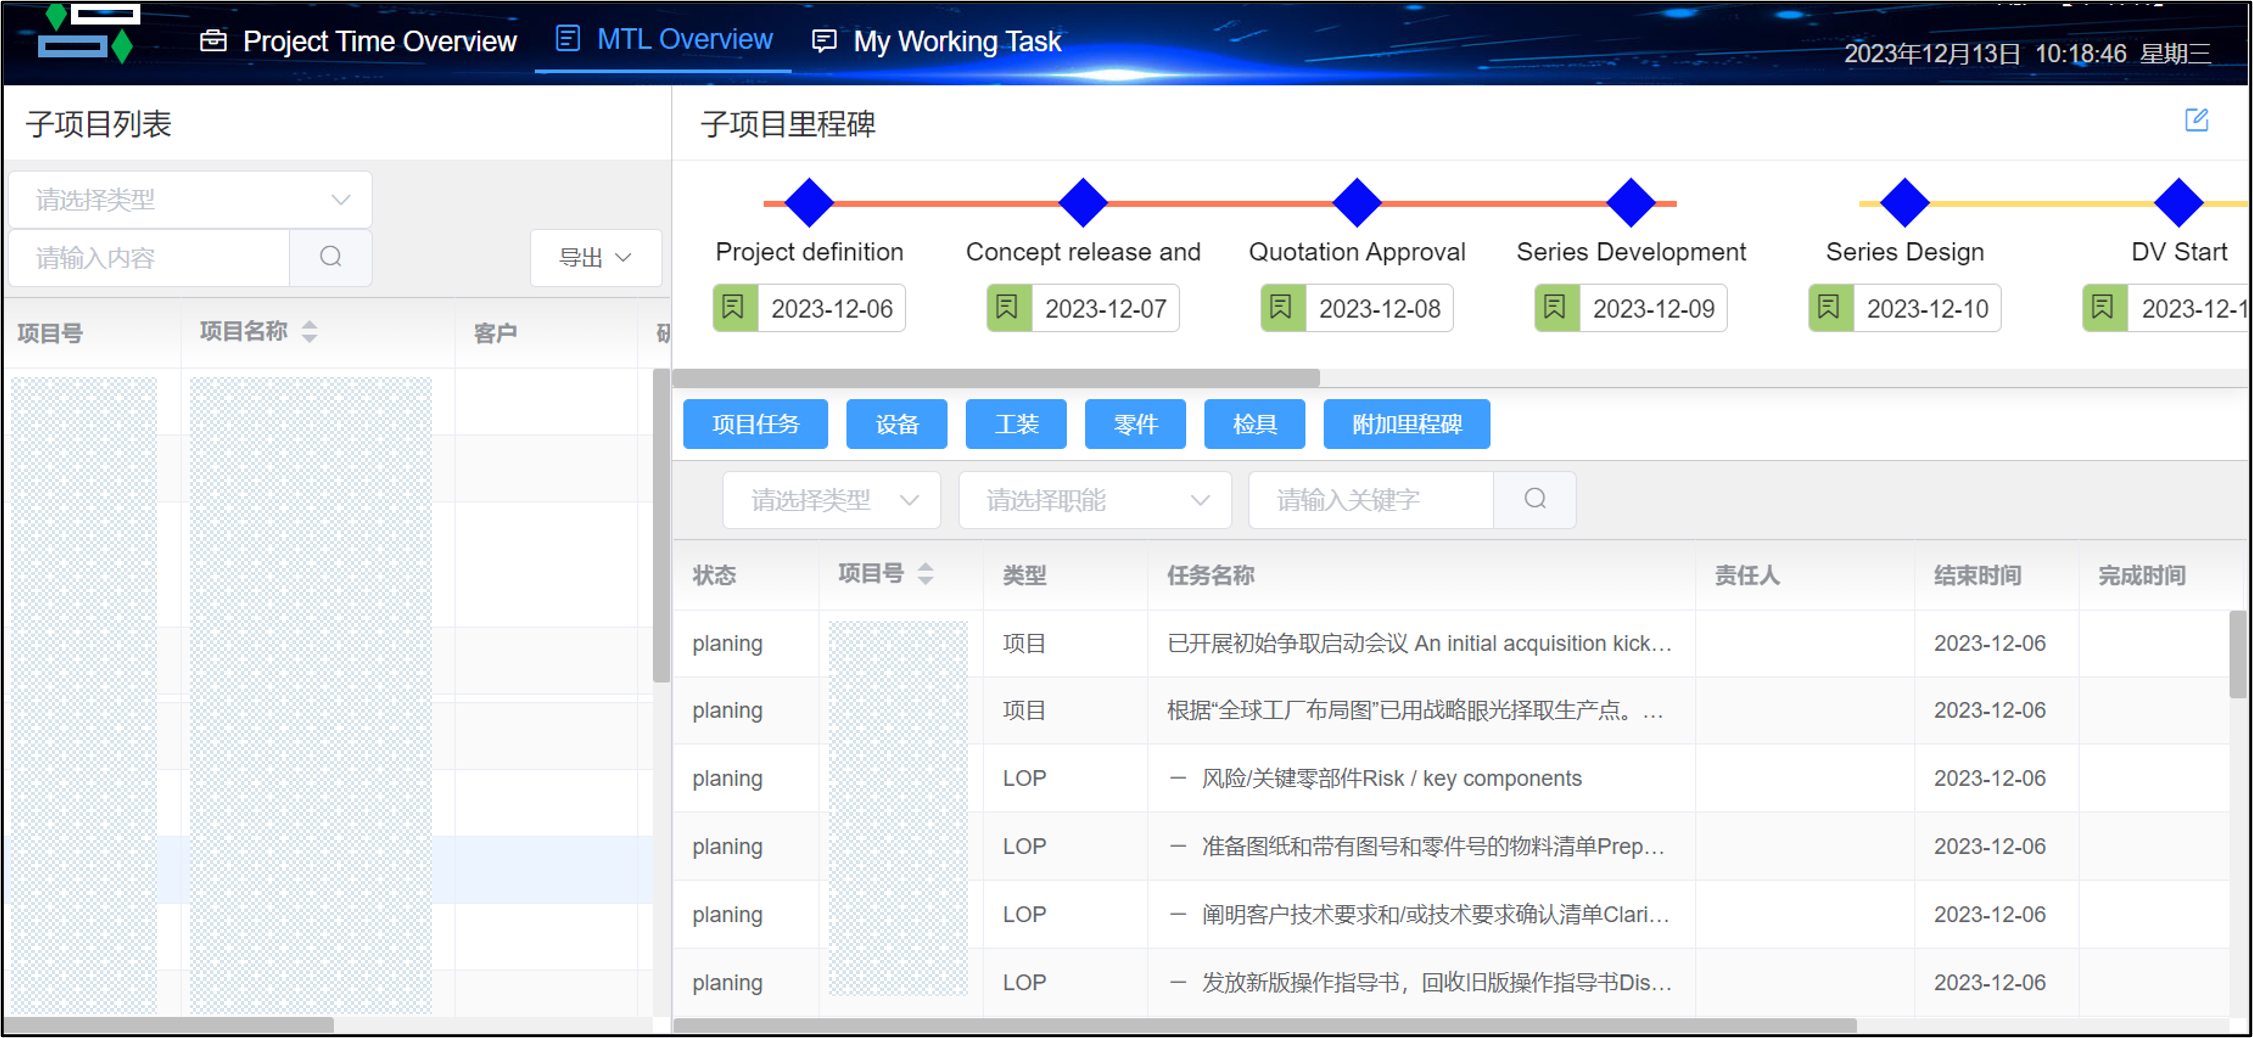 Project Time Overview
MTL Overview
My Working Task
2023年12月13日 10:18:46 星期三
子项目列表
请选择类型
请输入内容
导出
项目号 项目名称 客户
子项目里程碑
Project definition Concept release and Quotation Approval Series Development Series Design DV Start
2023-12-06 2023-12-07 2023-12-08 2023-12-09 2023-12-10 2023-12-1
项目任务 设备 工装 零件 检具 附加里程碑
请选择类型 请选择职能 请输入关键字
状态 项目号 类型 任务名称 责任人 结束时间 完成时间
planing 项目 已开展初始争取启动会议 An initial acquisition kick... 2023-12-06
planing 项目 根据“全球工厂布局图”已用战略眼光择取生产点。... 2023-12-06
planing LOP － 风险/关键零部件Risk / key components 2023-12-06
planing LOP － 准备图纸和带有图号和零件号的物料清单Prep... 2023-12-06
planing LOP － 阐明客户技术要求和/或技术要求确认清单Clari... 2023-12-06
planing LOP － 发放新版操作指导书，回收旧版操作指导书Dis... 2023-12-06